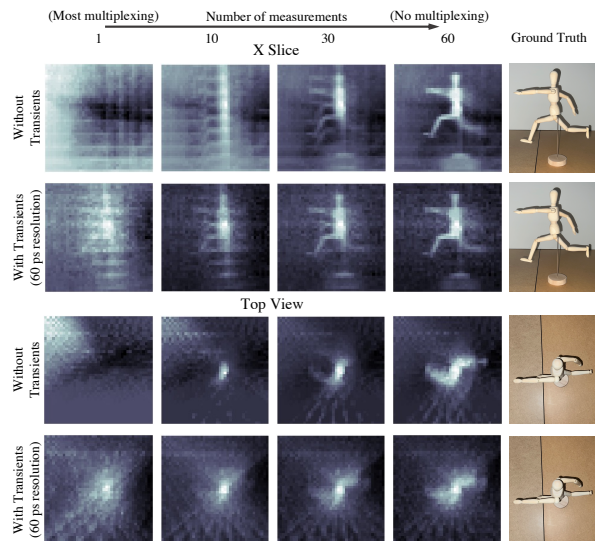 (Most multiplexing) Number of measurements (No multiplexing)
1 10 30 60 Ground Truth
X Slice
Without
Transients
With Transients
(60 ps resolution)
Top View
Without
Transients
With Transients
(60 ps resolution)